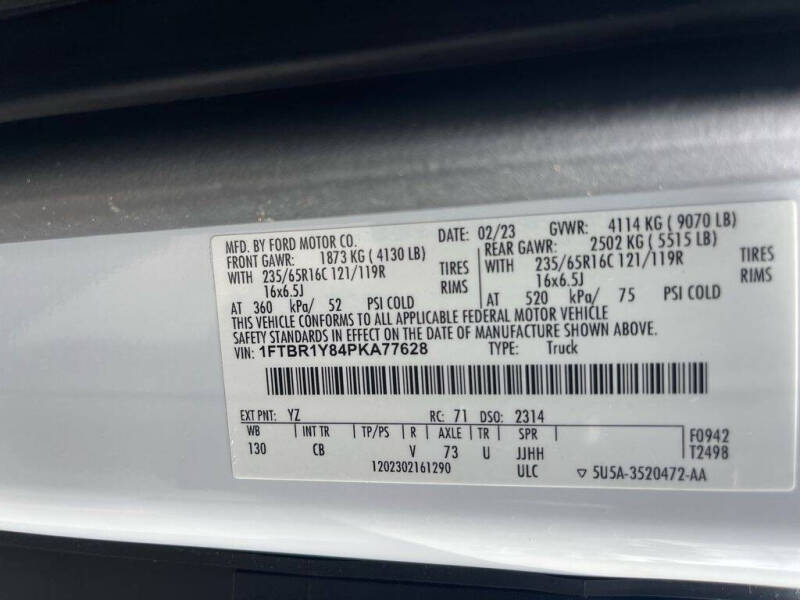 MFD. BY FORD MOTOR CO. DATE: 02/23 GVWR: 4114 KG ( 9070 LB)
FRONT GAWR: 1873 KG ( 4130 LB) REAR GAWR: 2502 KG ( 5515 LB)
WITH 235/65R16C 121/119R TIRES WITH 235/65R16C 121/119R TIRES
16x6.5J RIMS 16x6.5J RIMS
AT 360 kPa/ 52 PSI COLD AT 520 kPa/ 75 PSI COLD
THIS VEHICLE CONFORMS TO ALL APPLICABLE FEDERAL MOTOR VEHICLE
SAFETY STANDARDS IN EFFECT ON THE DATE OF MANUFACTURE SHOWN ABOVE.
VIN: 1FTBR1Y84PKA77628 TYPE: Truck
EXT PNT: YZ RC: 71 DSO: 2314
WB INT TR TP/PS R AXLE TR SPR F0942
130 CB V 73 U JJHH T2498
1202302161290 ULC ▽ 5U5A-3520472-AA